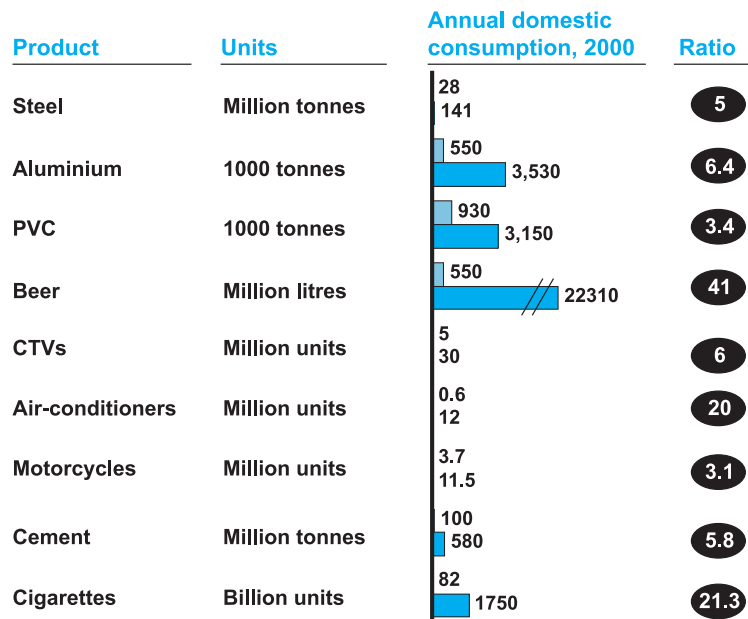 Product Units Annual domestic consumption, 2000 Ratio
Steel Million tonnes 28 141 5
Aluminium 1000 tonnes 550 3,530 6.4
PVC 1000 tonnes 930 3,150 3.4
Beer Million litres 550 22310 41
CTVs Million units 5 30 6
Air-conditioners Million units 0.6 12 20
Motorcycles Million units 3.7 11.5 3.1
Cement Million tonnes 100 580 5.8
Cigarettes Billion units 82 1750 21.3